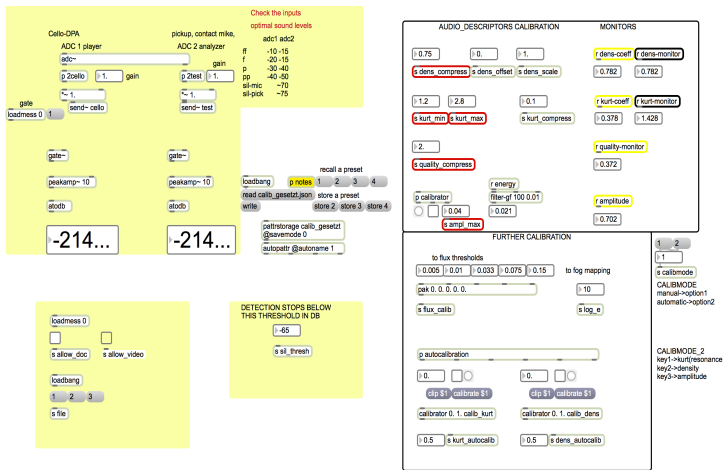 Check the inputs
optimal sound levels
adc1 adc2
ff -10 -15
f -20 -15
p -30 -40
pp -40 -50
sil-mic ~70
sil-pick ~75
Cello-DPA
ADC 1 player
pickup, contact mike,
ADC 2 analyzer
adc~
gain
p 2cello
1.
gain
p 2test
1.
*~ 1.
*~ 1.
send~ cello
send~ test
gate
loadmess 0
1
gate~
gate~
peakamp~ 10
peakamp~ 10
atodb
atodb
-214...
-214...
recall a preset
loadbang
p notes
1
2
3
4
read calib_gesetzt.json
store a preset
write
store 2
store 3
store 4
pattrstorage calib_gesetzt
@savemode 0
autopattr @autoname 1
loadmess 0
s allow_doc
s allow_video
loadbang
1
2
3
s file
DETECTION STOPS BELOW
THIS THRESHOLD IN DB
-65
s sil_thresh
AUDIO_DESCRIPTORS CALIBRATION
MONITORS
0.75
0.
1.
s dens_compress
s dens_offset
s dens_scale
r dens-coeff
r dens-monitor
0.782
0.782
1.2
2.8
0.1
s kurt_min
s kurt_max
s kurt_compress
r kurt-coeff
r kurt-monitor
0.378
1.428
2.
s quality_compress
r quality-monitor
0.372
r energy
p calibrator
filter-gf 100 0.01
0.04
0.021
s ampl_max
r amplitude
0.702
FURTHER CALIBRATION
to flux thresholds
0.005
0.01
0.033
0.075
0.15
to fog mapping
pak 0. 0. 0. 0. 0.
10
s flux_calib
s log_e
p autocalibration
0.
0.
clip $1
calibrate $1
clip $1
calibrate $1
calibrator 0. 1. calib_kurt
calibrator 0. 1. calib_dens
0.5
s kurt_autocalib
0.5
s dens_autocalib
1
2
1
s calibmode
CALIBMODE
manual->option1
automatic->option2
CALIBMODE_2
key1->kurt(resonance
key2->density
key3->amplitude